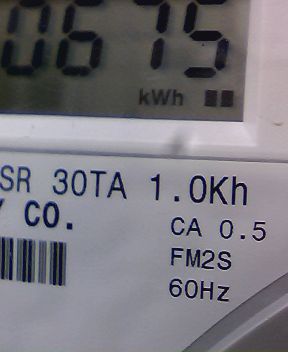 0675
kWh
SR 30TA 1.0Kh
Y CO.
CA 0.5
FM2S
60Hz